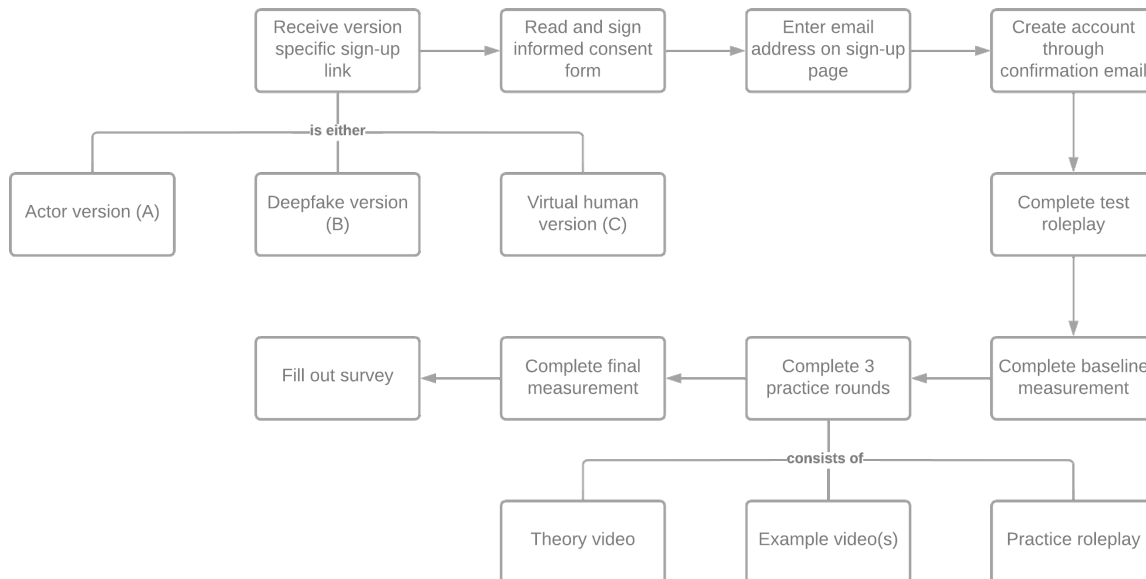 Receive version
specific sign-up
link
Read and sign
informed consent
form
Enter email
address on sign-up
page
Create account
through
confirmation email
is either
Actor version (A)
Deepfake version
(B)
Virtual human
version (C)
Complete test
roleplay
Fill out survey
Complete final
measurement
Complete 3
practice rounds
Complete baseline
measurement
consists of
Theory video
Example video(s)
Practice roleplay